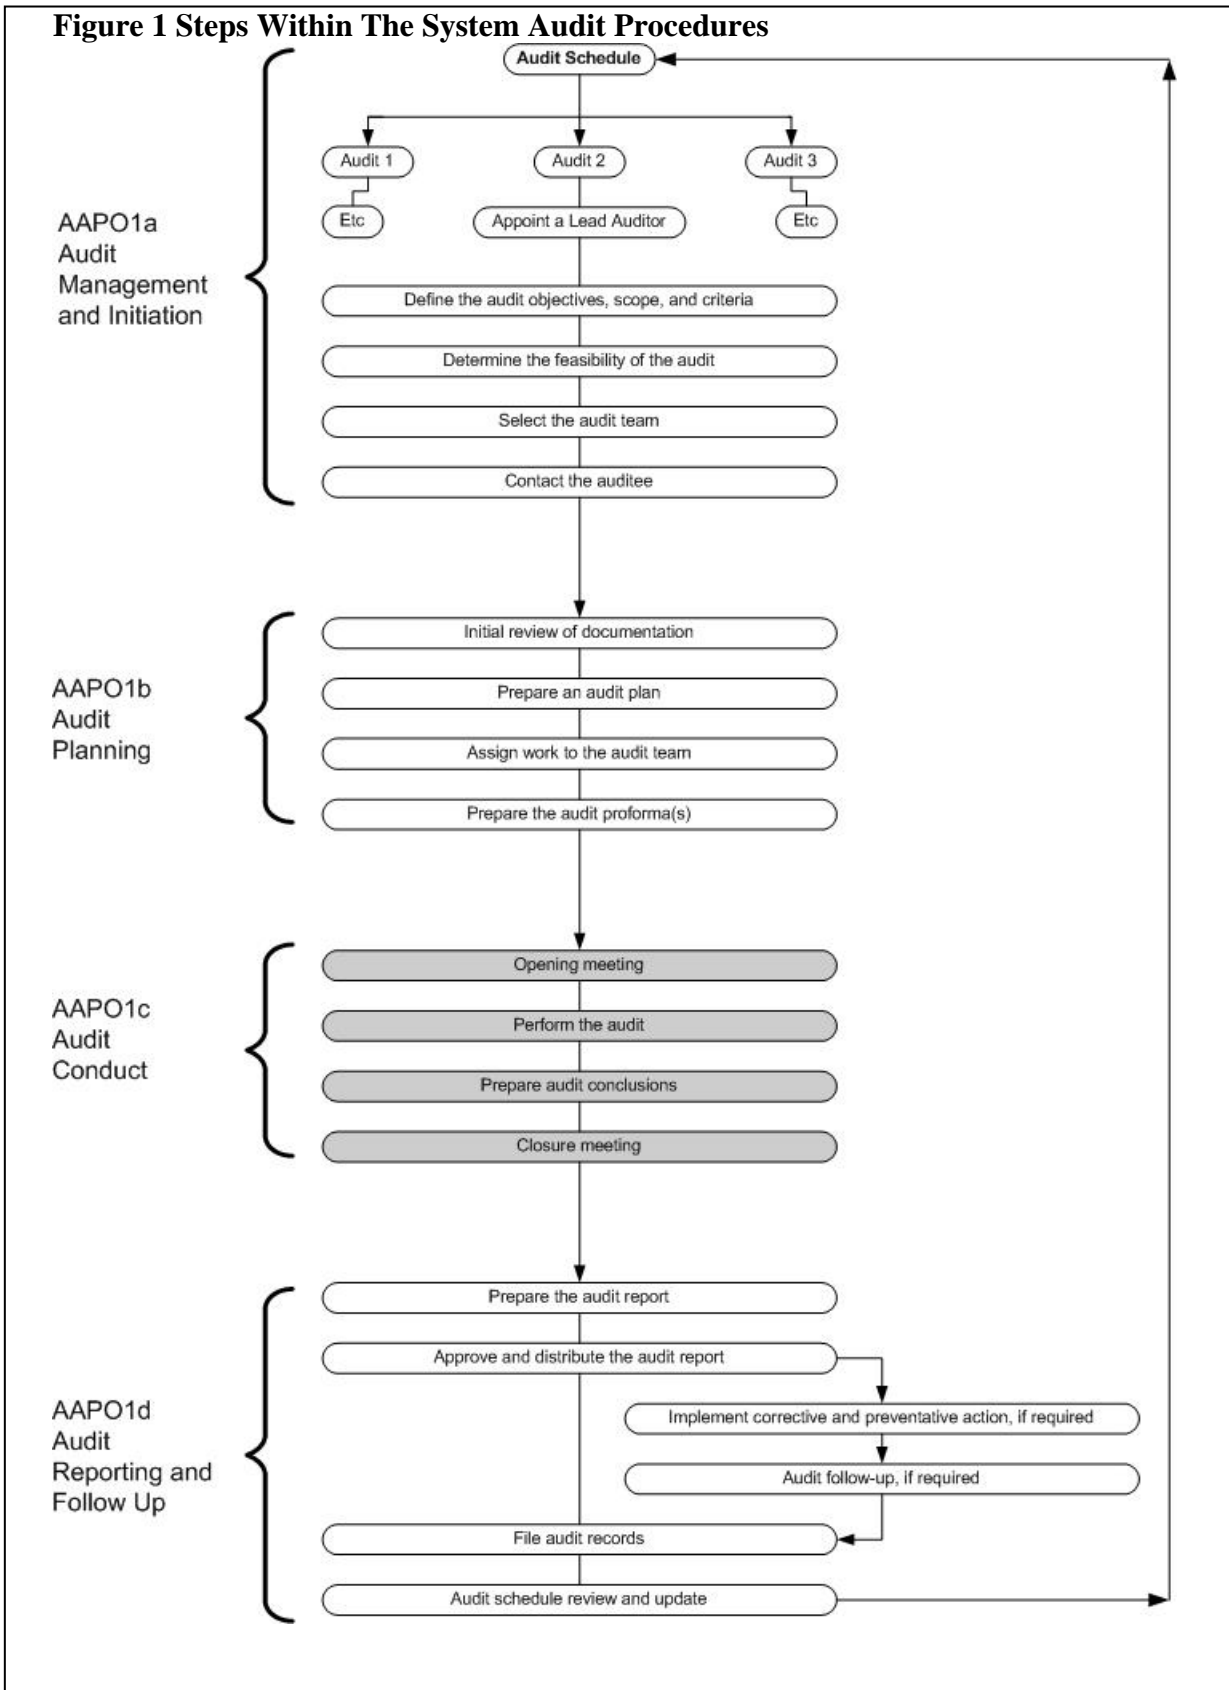 Figure 1 Steps Within The System Audit Procedures
Audit Schedule
Audit 1
Audit 2
Audit 3
Etc
Appoint a Lead Auditor
Etc
AAPO1a
Audit
Management
and Initiation
Define the audit objectives, scope, and criteria
Determine the feasibility of the audit
Select the audit team
Contact the auditee
AAPO1b
Audit
Planning
Initial review of documentation
Prepare an audit plan
Assign work to the audit team
Prepare the audit proforma(s)
AAPO1c
Audit
Conduct
Opening meeting
Perform the audit
Prepare audit conclusions
Closure meeting
AAPO1d
Audit
Reporting and
Follow Up
Prepare the audit report
Approve and distribute the audit report
Implement corrective and preventative action, if required
Audit follow-up, if required
File audit records
Audit schedule review and update